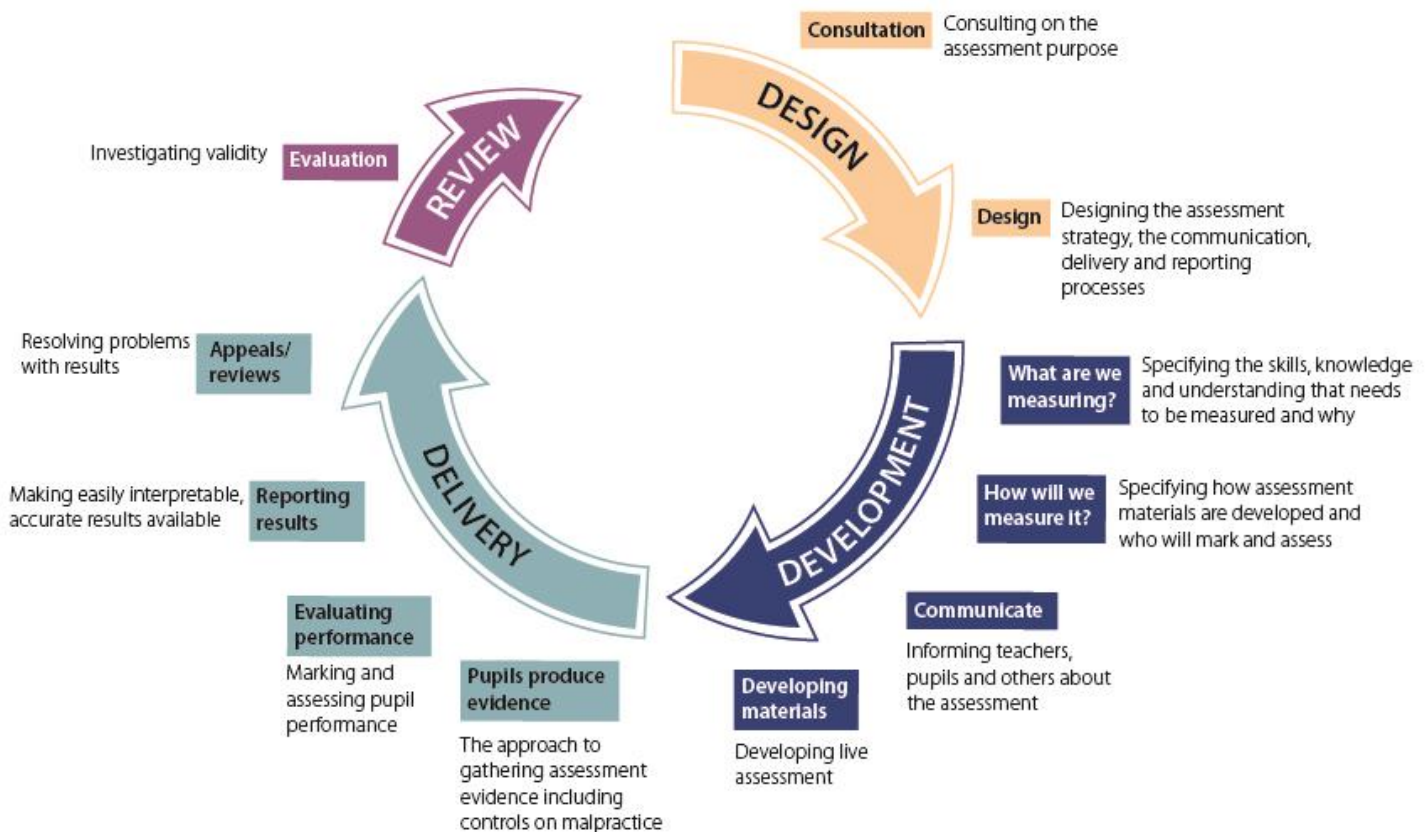 Consultation
Consulting on the
assessment purpose
DESIGN
Design
Designing the assessment
strategy, the communication,
delivery and reporting
processes
What are we
measuring?
Specifying the skills, knowledge
and understanding that needs
to be measured and why
How will we
measure it?
Specifying how assessment
materials are developed and
who will mark and assess
DEVELOPMENT
Communicate
Informing teachers,
pupils and others about
the assessment
Developing
materials
Developing live
assessment
Pupils produce
evidence
The approach to
gathering assessment
evidence including
controls on malpractice
Evaluating
performance
Marking and
assessing pupil
performance
DELIVERY
Reporting
results
Making easily interpretable,
accurate results available
Appeals/
reviews
Resolving problems
with results
REVIEW
Evaluation
Investigating validity